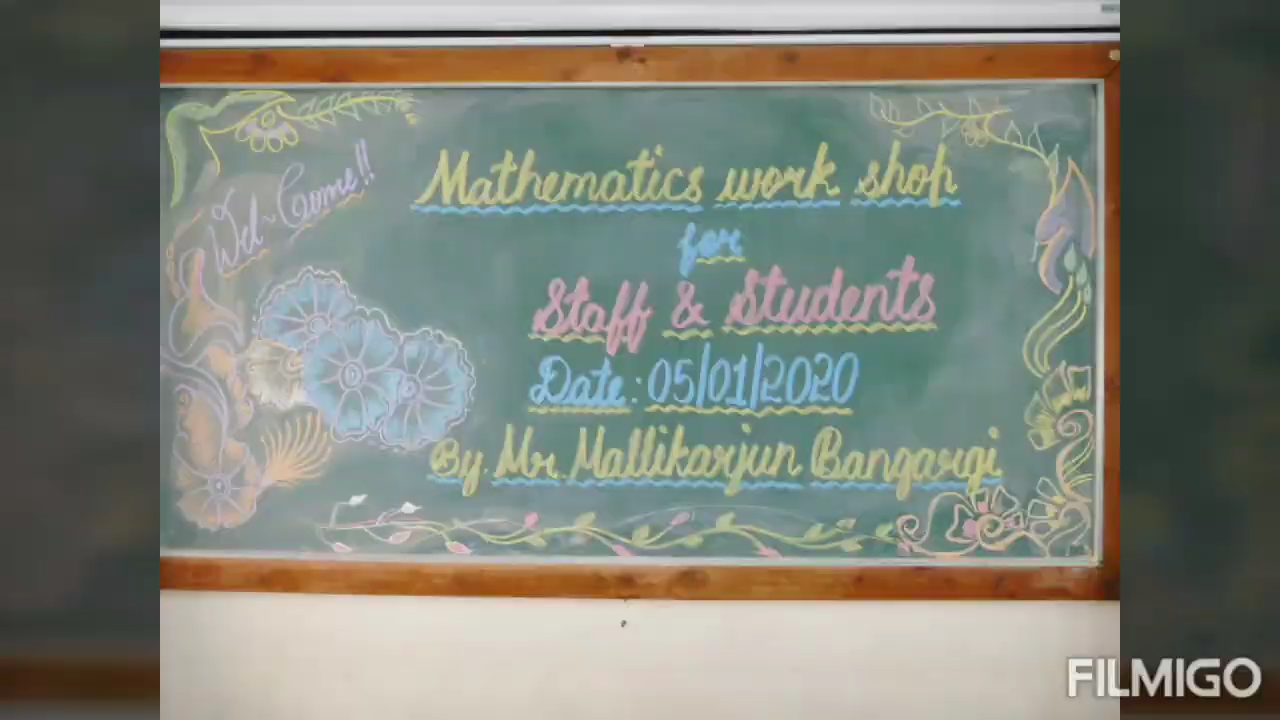 Wel-Come!!
Mathematics work shop
for
Staff & Students
Date: 05/01/2020
By. Mr. Mallikarjun Bangargi
FILMIGO